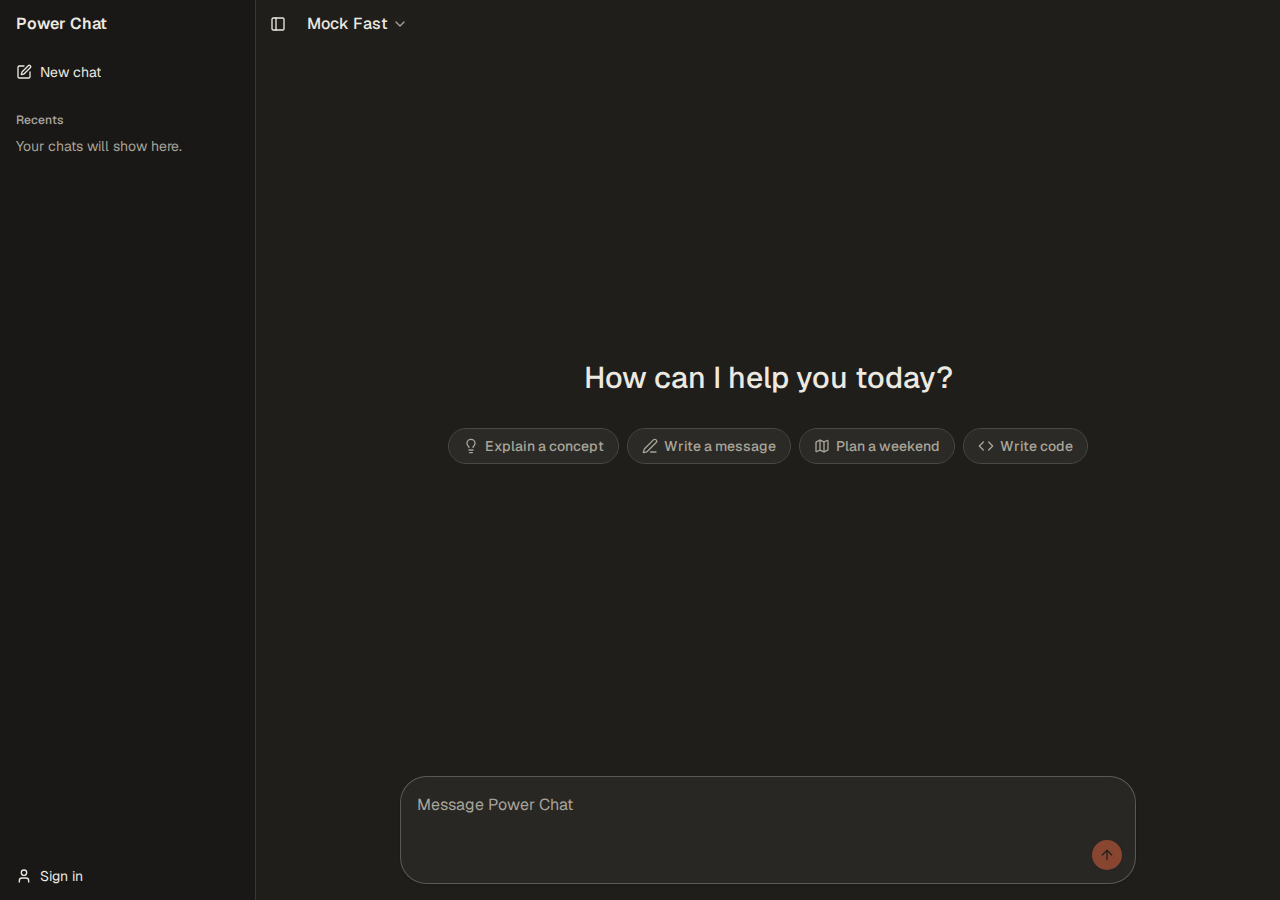 Power Chat
New chat
Recents
Your chats will show here.
Sign in
Mock Fast
How can I help you today?
Explain a concept
Write a message
Plan a weekend
Write code
Message Power Chat